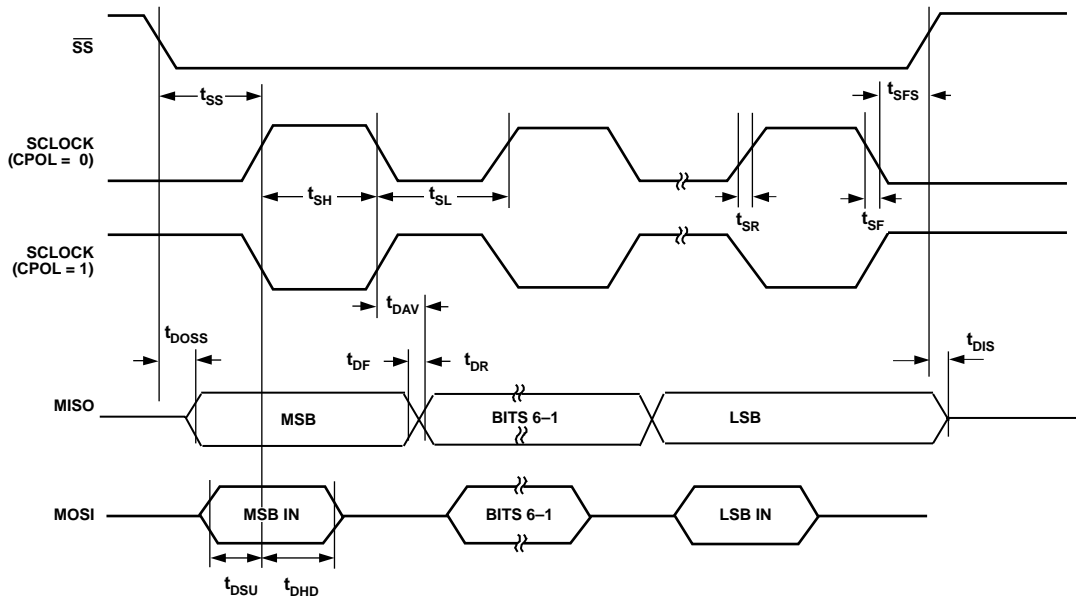 SS
tSS
tSFS
SCLOCK
(CPOL = 0)
tSH
tSL
tSR
tSF
SCLOCK
(CPOL = 1)
tDAV
tDOSS
tDF
tDR
tDIS
MISO
MSB
BITS 6–1
LSB
MOSI
MSB IN
BITS 6–1
LSB IN
tDSU
tDHD